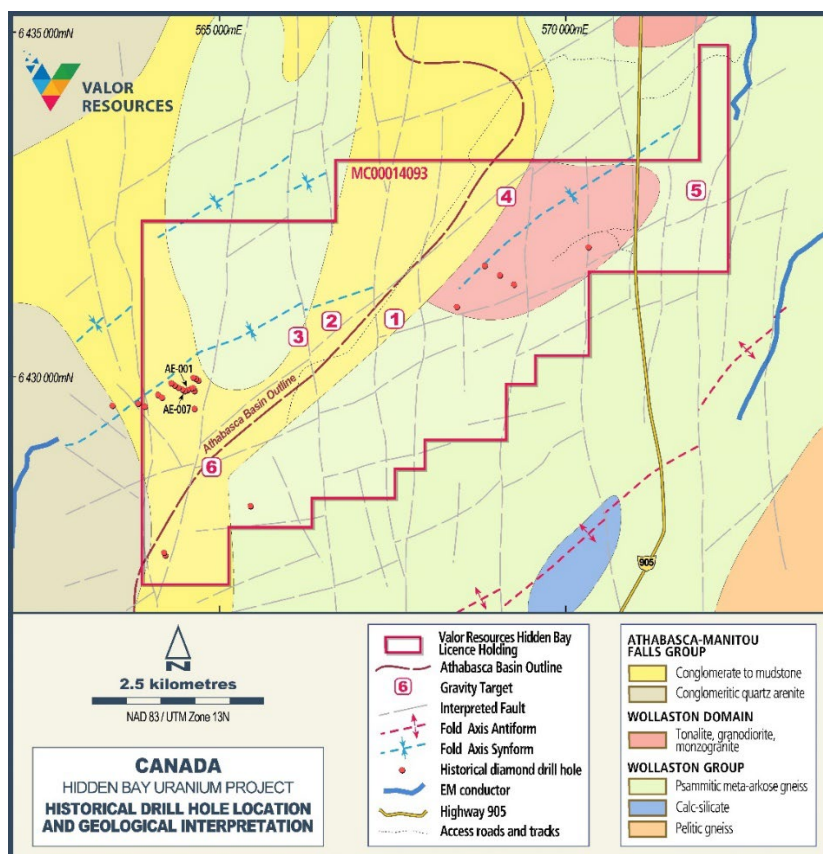 6 435 000mN
565 000mE
570 000mE
VALOR
RESOURCES
MC00014093
4
5
1
2
3
6 430 000mN
AE-001
AE-007
Athabasca Basin Outline
6
905
N
2.5 kilometres
NAD 83 / UTM Zone 13N
CANADA
HIDDEN BAY URANIUM PROJECT
HISTORICAL DRILL HOLE LOCATION
AND GEOLOGICAL INTERPRETATION
Valor Resources Hidden Bay
Licence Holding
Athabasca Basin Outline
6
Gravity Target
Interpreted Fault
Fold Axis Antiform
Fold Axis Synform
Historical diamond drill hole
EM conductor
Highway 905
Access roads and tracks
ATHABASCA-MANITOU
FALLS GROUP
Conglomerate to mudstone
Conglomeritic quartz arenite
WOLLASTON DOMAIN
Tonalite, granodiorite,
monzogranite
WOLLASTON GROUP
Psammitic meta-arkose gneiss
Calc-silicate
Pelitic gneiss